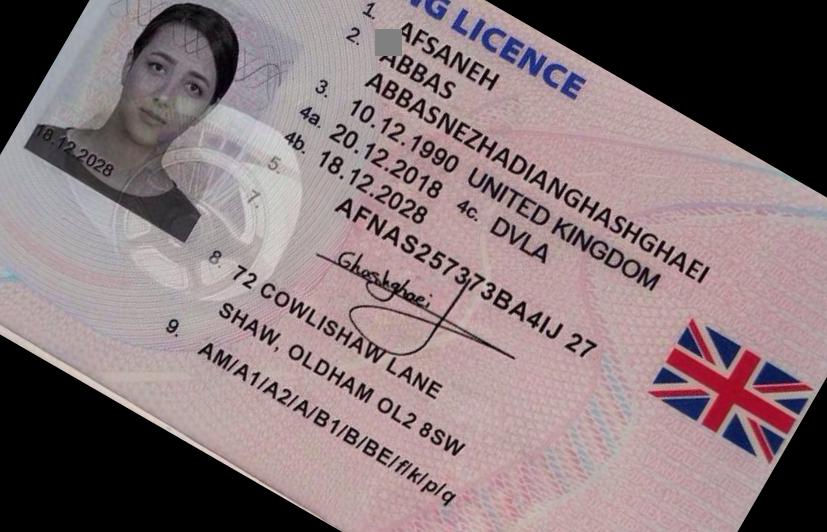 NG LICENCE
1. AFSANEH
2. ABBAS
ABBASNEZHADIANGHASHGHAEI
3. 10.12.1990 UNITED KINGDOM
4a. 20.12.2018 4c. DVLA
4b. 18.12.2028
5. AFNAS257373BA4IJ 27
7. Ghashghaei
8. 72 COWLISHAW LANE
SHAW, OLDHAM OL2 8SW
9. AM/A1/A2/A/B1/B/BE/f/k/p/q
18.12.2028